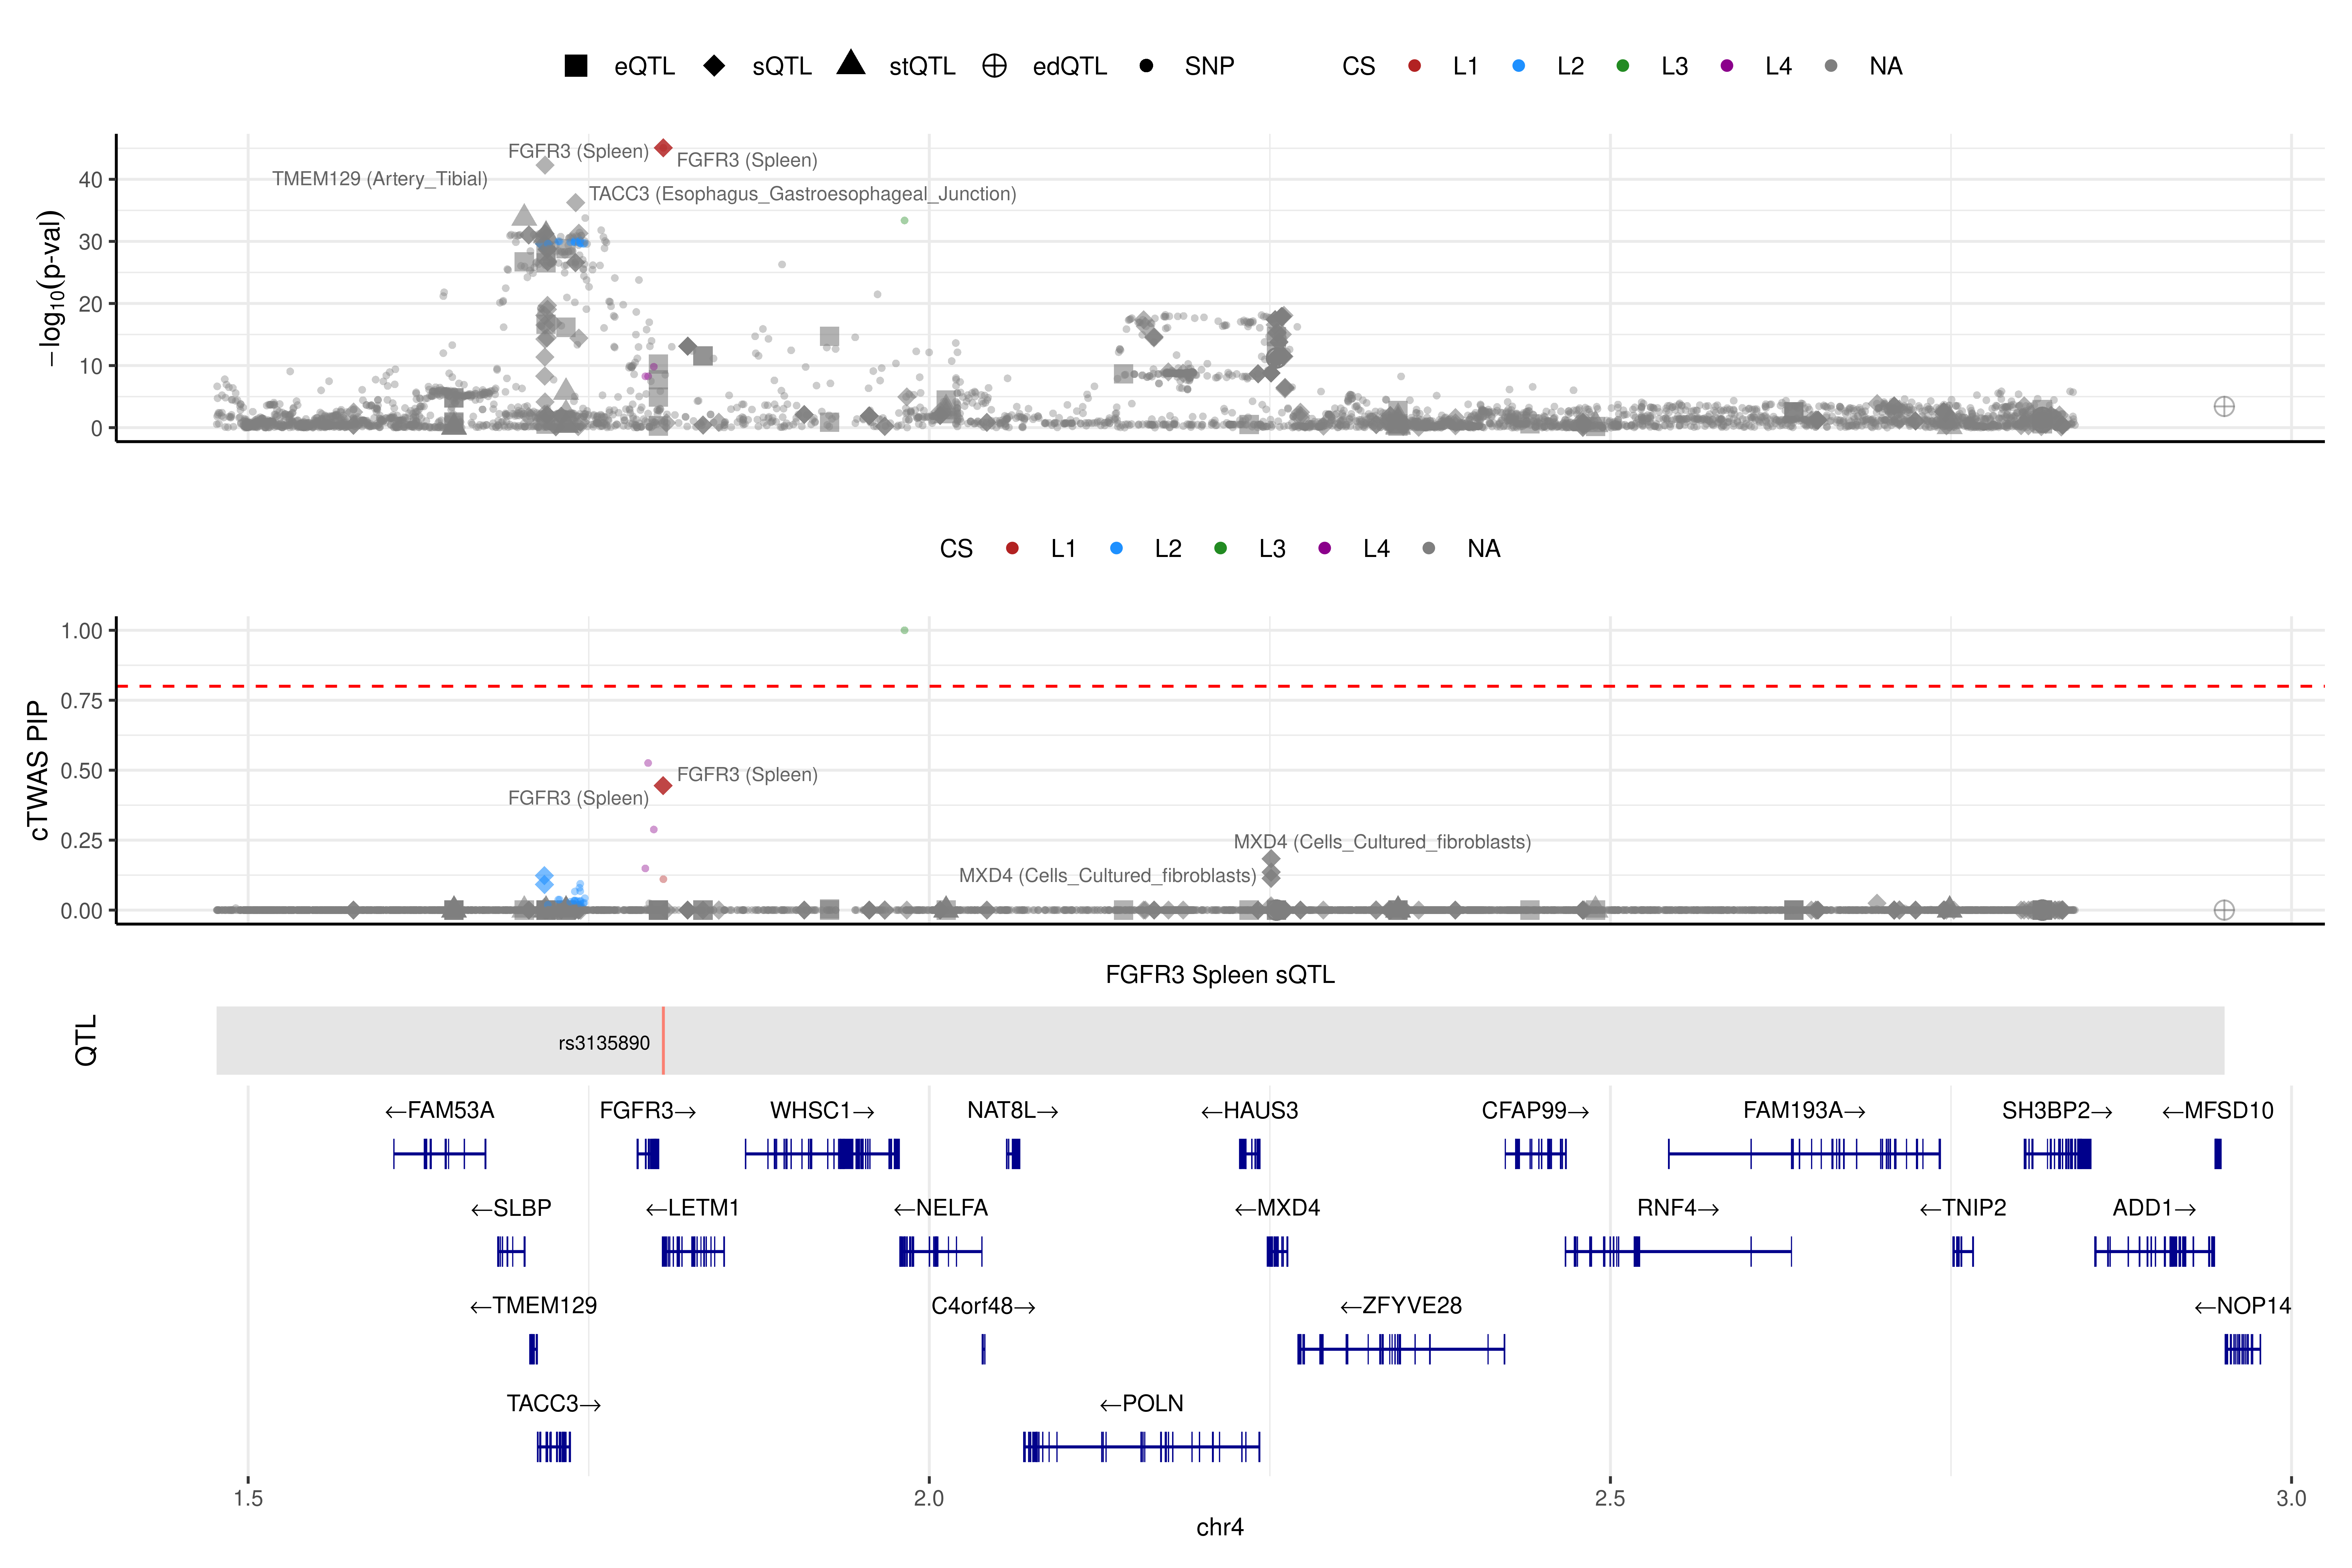 eQTL sQTL stQTL edQTL SNP CS L1 L2 L3 L4 NA
−log10(p-val)
40
30
20
10
0
FGFR3 (Spleen)
FGFR3 (Spleen)
TMEM129 (Artery_Tibial)
TACC3 (Esophagus_Gastroesophageal_Junction)
CS L1 L2 L3 L4 NA
cTWAS PIP
1.00
0.75
0.50
0.25
0.00
FGFR3 (Spleen)
FGFR3 (Spleen)
MXD4 (Cells_Cultured_fibroblasts)
MXD4 (Cells_Cultured_fibroblasts)
FGFR3 Spleen sQTL
QTL
rs3135890
←FAM53A FGFR3→ WHSC1→ NAT8L→ ←HAUS3 CFAP99→ FAM193A→ SH3BP2→ ←MFSD10
←SLBP ←LETM1 ←NELFA ←MXD4 RNF4→ ←TNIP2 ADD1→
←TMEM129 C4orf48→ ←ZFYVE28 ←NOP14
TACC3→ ←POLN
1.5 2.0 2.5 3.0
chr4